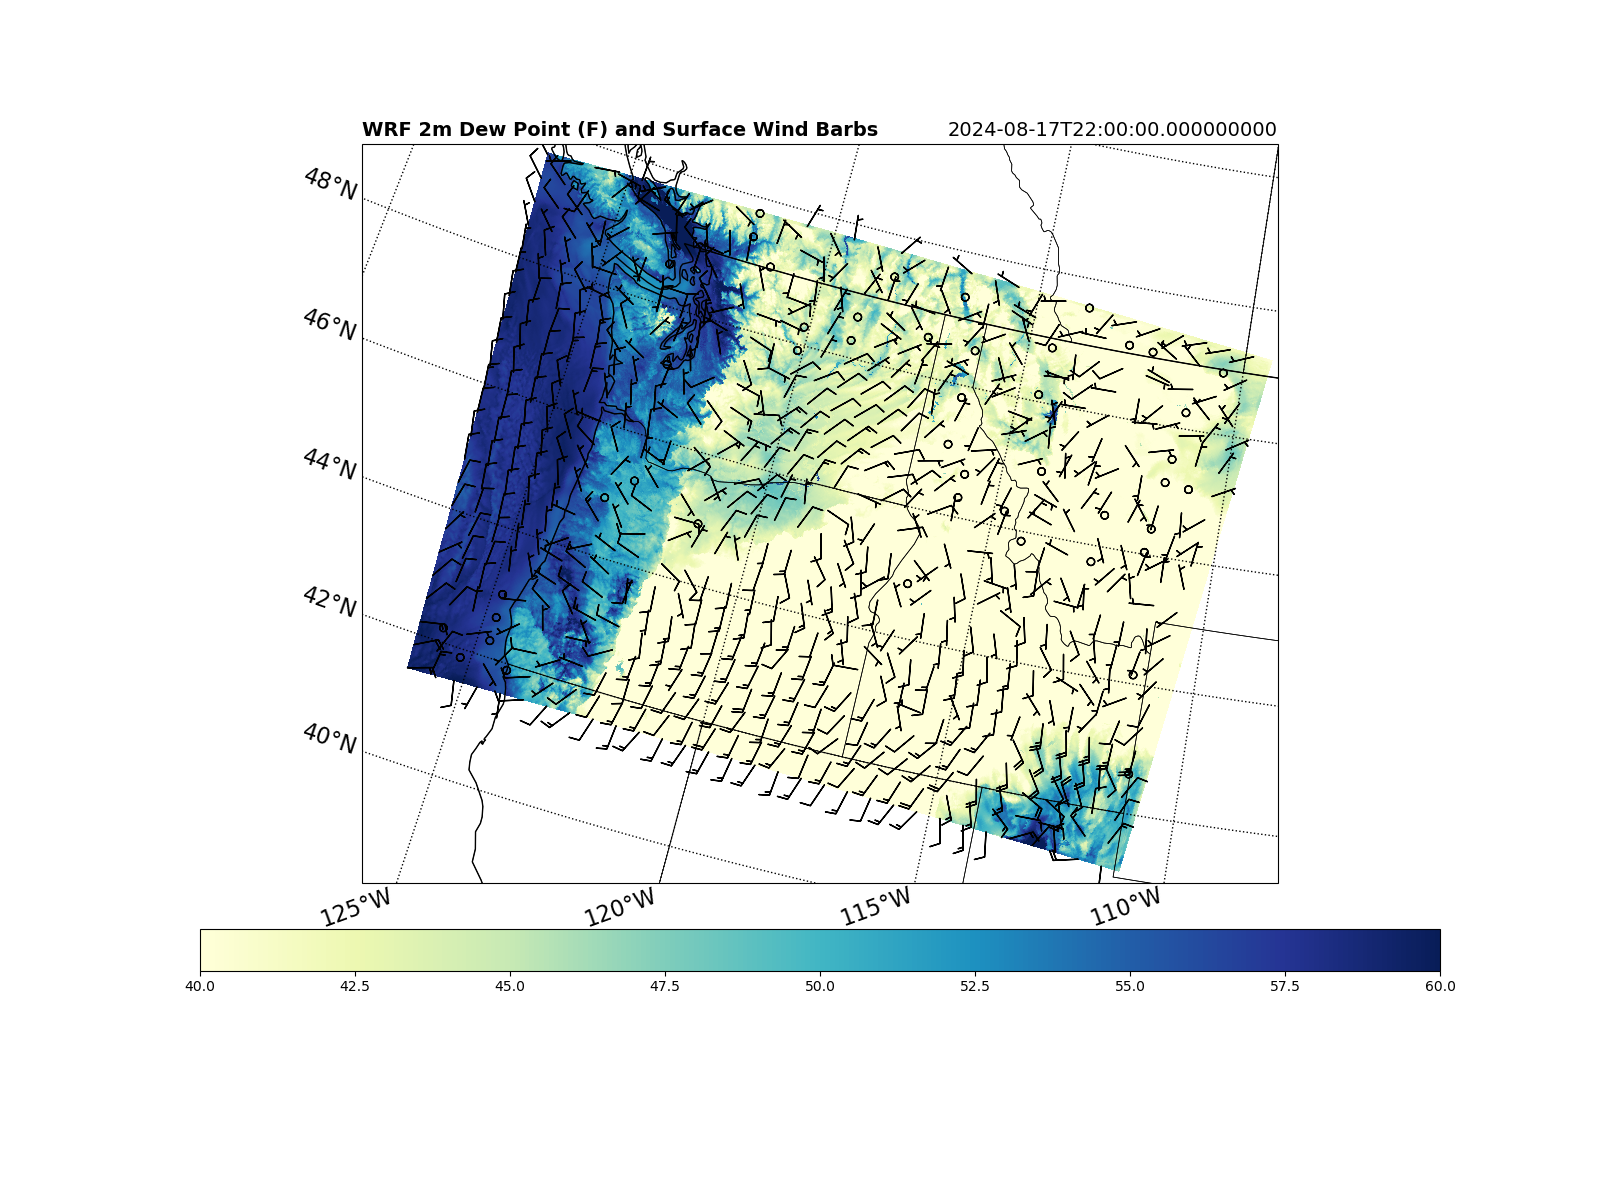 WRF 2m Dew Point (F) and Surface Wind Barbs 2024-08-17T22:00:00.000000000
48°N
46°N
44°N
42°N
40°N
125°W 120°W 115°W 110°W
40.0 42.5 45.0 47.5 50.0 52.5 55.0 57.5 60.0